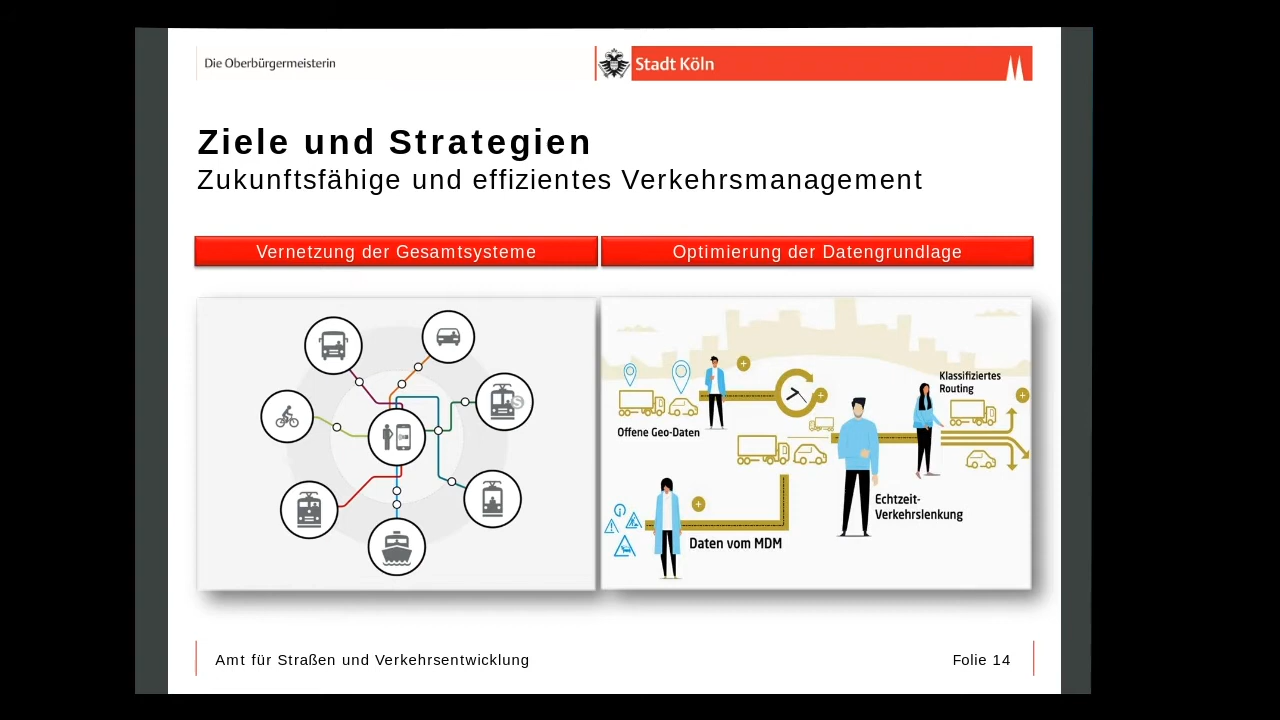 Die Oberbürgermeisterin
Stadt Köln
Ziele und Strategien
Zukunftsfähige und effizientes Verkehrsmanagement
Vernetzung der Gesamtsysteme
Optimierung der Datengrundlage
S
Klassifiziertes
Routing
Offene Geo-Daten
Echtzeit-
Verkehrslenkung
Daten vom MDM
Amt für Straßen und Verkehrsentwicklung
Folie 14